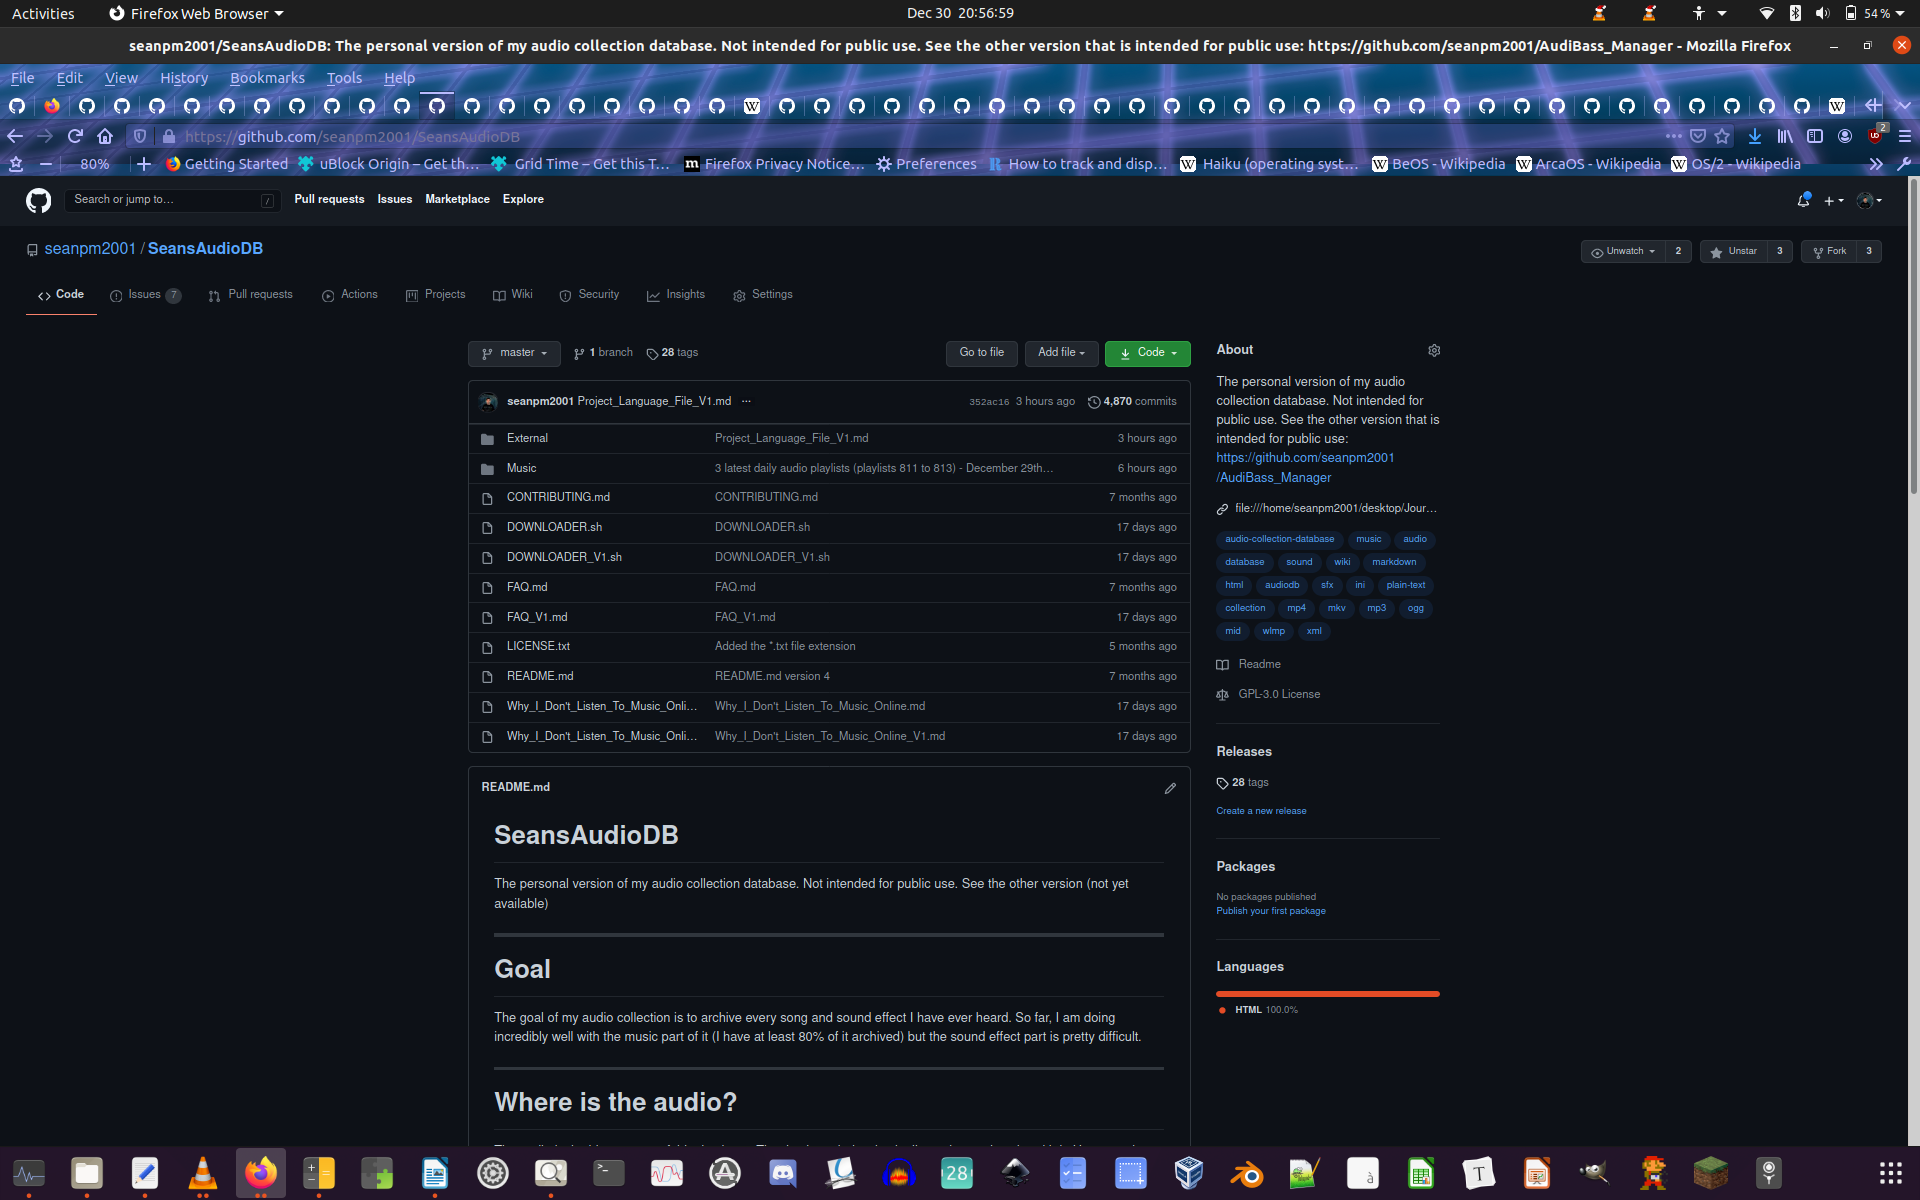 Activities
Firefox Web Browser
Dec 30 20:56:59
54 %
seanpm2001/SeansAudioDB: The personal version of my audio collection database. Not intended for public use. See the other version that is intended for public use: https://github.com/seanpm2001/AudiBass_Manager - Mozilla Firefox
File Edit View History Bookmarks Tools Help
https://github.com/seanpm2001/SeansAudioDB
2
80%
Getting Started
uBlock Origin – Get th…
Grid Time – Get this T…
Firefox Privacy Notice…
Preferences
How to track and disp…
Haiku (operating syst…
BeOS - Wikipedia
ArcaOS - Wikipedia
OS/2 - Wikipedia
Search or jump to…
/
Pull requests Issues Marketplace Explore
seanpm2001 / SeansAudioDB
Unwatch 2
Unstar 3
Fork 3
Code
Issues 7
Pull requests
Actions
Projects
Wiki
Security
Insights
Settings
master
1 branch
28 tags
Go to file
Add file
Code
seanpm2001 Project_Language_File_V1.md ...
352ac16 3 hours ago
4,870 commits
External Project_Language_File_V1.md 3 hours ago
Music 3 latest daily audio playlists (playlists 811 to 813) - December 29th… 6 hours ago
CONTRIBUTING.md CONTRIBUTING.md 7 months ago
DOWNLOADER.sh DOWNLOADER.sh 17 days ago
DOWNLOADER_V1.sh DOWNLOADER_V1.sh 17 days ago
FAQ.md FAQ.md 7 months ago
FAQ_V1.md FAQ_V1.md 17 days ago
LICENSE.txt Added the *.txt file extension 5 months ago
README.md README.md version 4 7 months ago
Why_I_Don't_Listen_To_Music_Onli… Why_I_Don't_Listen_To_Music_Online.md 17 days ago
Why_I_Don't_Listen_To_Music_Onli… Why_I_Don't_Listen_To_Music_Online_V1.md 17 days ago
README.md
SeansAudioDB
The personal version of my audio collection database. Not intended for public use. See the other version (not yet
available)
Goal
The goal of my audio collection is to archive every song and sound effect I have ever heard. So far, I am doing
incredibly well with the music part of it (I have at least 80% of it archived) but the sound effect part is pretty difficult.
Where is the audio?
About
The personal version of my audio
collection database. Not intended for
public use. See the other version that is
intended for public use:
https://github.com/seanpm2001
/AudiBass_Manager
file:///home/seanpm2001/desktop/Jour…
audio-collection-database music audio
database sound wiki markdown
html audiodb sfx ini plain-text
collection mp4 mkv mp3 ogg
mid wlmp xml
Readme
GPL-3.0 License
Releases
28 tags
Create a new release
Packages
No packages published
Publish your first package
Languages
HTML 100.0%
28